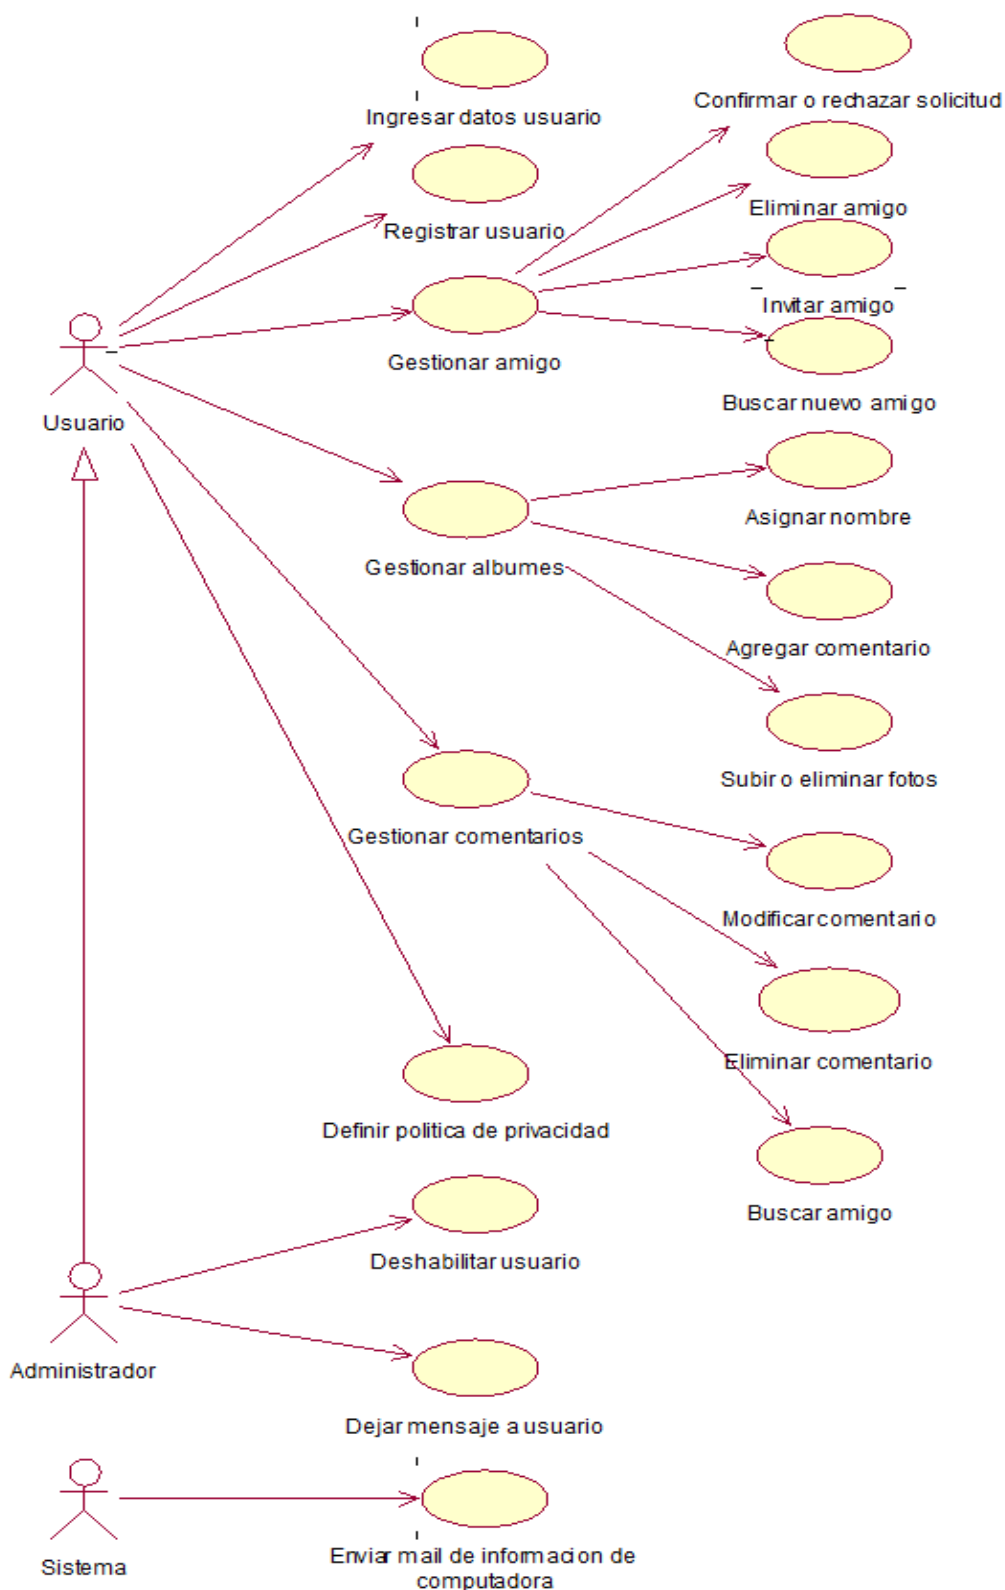 Ingresar datos usuario
Confirmar o rechazar solicitud
Registrar usuario
Eliminar amigo
Invitar amigo
Gestionar amigo
Buscar nuevo amigo
Usuario
Asignar nombre
Gestionar albumes
Agregar comentario
Subir o eliminar fotos
Gestionar comentarios
Modificar comentario
Eliminar comentario
Definir politica de privacidad
Buscar amigo
Deshabilitar usuario
Administrador
Dejar mensaje a usuario
Sistema
Enviar mail de informacion de
computadora